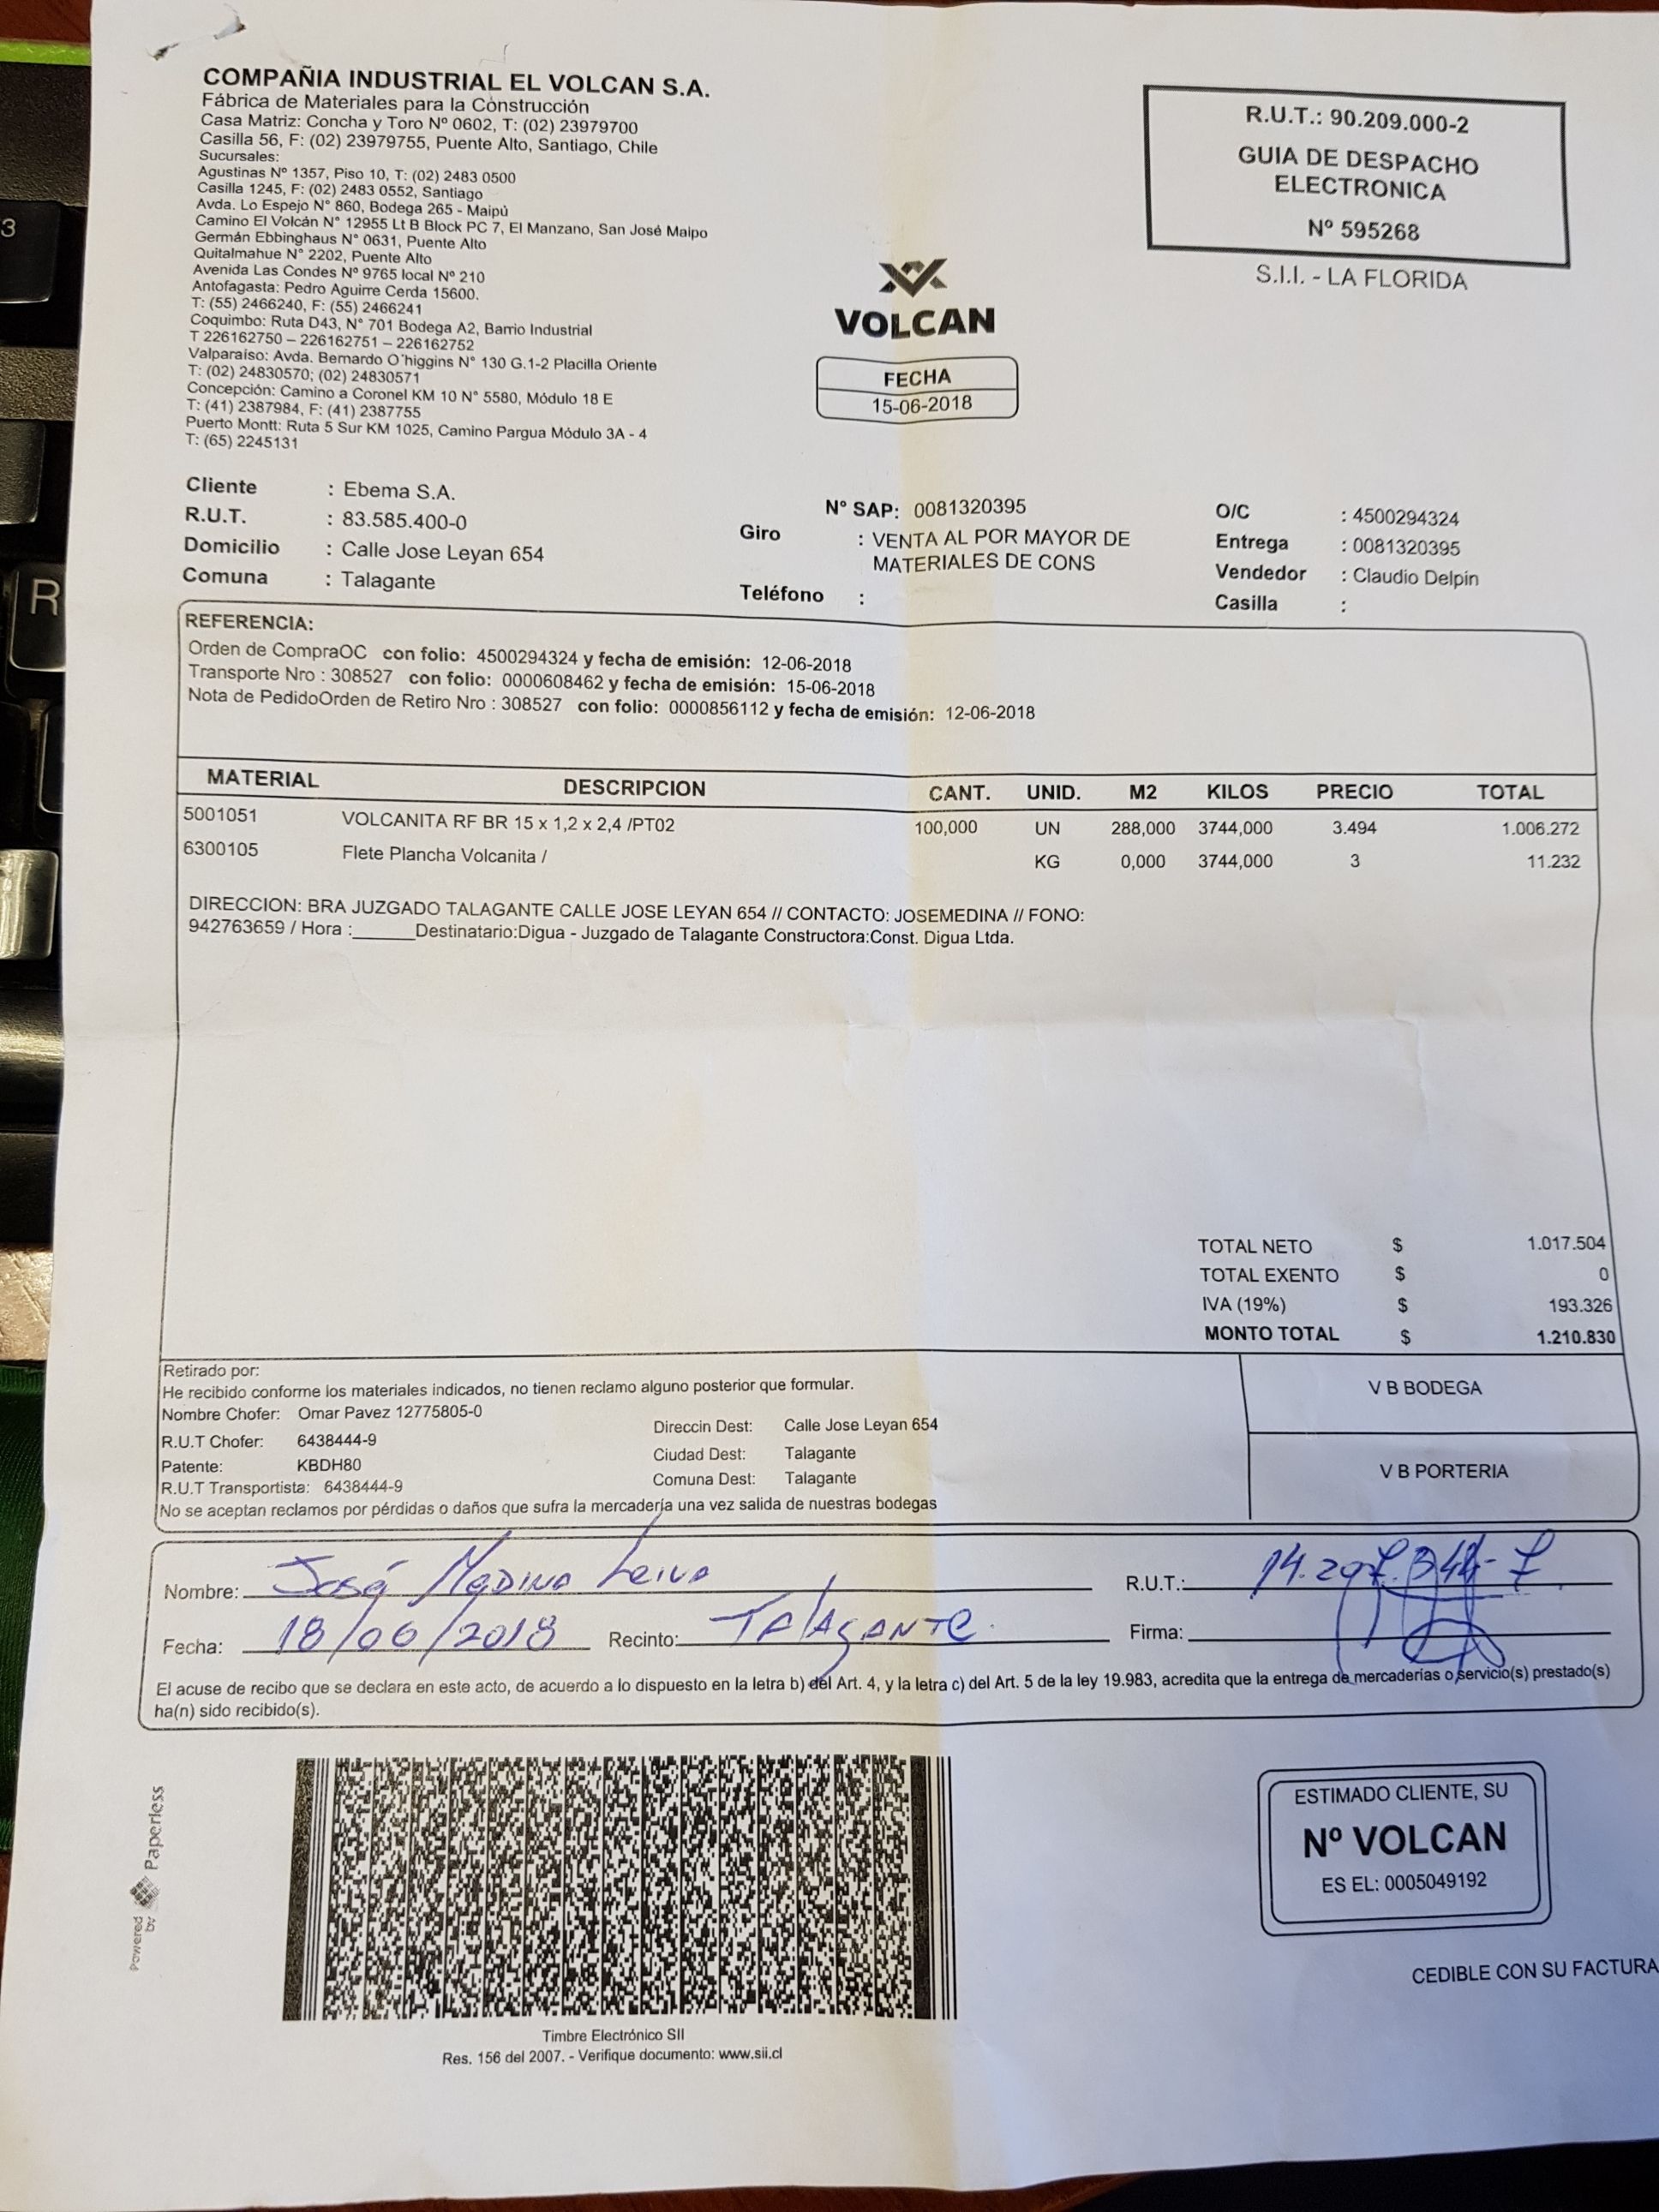 COMPAÑIA INDUSTRIAL EL VOLCAN S.A.
Fábrica de Materiales para la Construcción
Casa Matriz: Concha y Toro Nº 0602, T: (02) 23979700
Casilla 56, F: (02) 23979755, Puente Alto, Santiago, Chile
Sucursales:
Agustinas Nº 1357, Piso 10, T: (02) 2483 0500
Casilla 1245, F: (02) 2483 0552, Santiago
Avda. Lo Espejo N° 860, Bodega 265 - Maipú
Camino El Volcán N° 12955 Lt B Block PC 7, El Manzano, San José Maipo
Germán Ebbinghaus N° 0631, Puente Alto
Quitalmahue N° 2202, Puente Alto
Avenida Las Condes Nº 9765 local Nº 210
Antofagasta: Pedro Aguirre Cerda 15600.
T: (55) 2466240, F: (55) 2466241
Coquimbo: Ruta D43, N° 701 Bodega A2, Barrio Industrial
T 226162750 – 226162751 – 226162752
Valparaíso: Avda. Bernardo O´higgins N° 130 G.1-2 Placilla Oriente
T: (02) 24830570; (02) 24830571
Concepción: Camino a Coronel KM 10 N° 5580, Módulo 18 E
T: (41) 2387984, F: (41) 2387755
Puerto Montt: Ruta 5 Sur KM 1025, Camino Pargua Módulo 3A - 4
T: (65) 2245131
R.U.T.: 90.209.000-2
GUIA DE DESPACHO
ELECTRONICA
Nº 595268
S.I.I. - LA FLORIDA
VOLCAN
FECHA
15-06-2018
Cliente : Ebema S.A.
R.U.T. : 83.585.400-0
Domicilio : Calle Jose Leyan 654
Comuna : Talagante
Nº SAP: 0081320395
Giro : VENTA AL POR MAYOR DE
MATERIALES DE CONS
Teléfono :
O/C : 4500294324
Entrega : 0081320395
Vendedor : Claudio Delpin
Casilla :
REFERENCIA:
Orden de CompraOC con folio: 4500294324 y fecha de emisión: 12-06-2018
Transporte Nro : 308527 con folio: 0000608462 y fecha de emisión: 15-06-2018
Nota de PedidoOrden de Retiro Nro : 308527 con folio: 0000856112 y fecha de emisión: 12-06-2018
MATERIAL DESCRIPCION CANT. UNID. M2 KILOS PRECIO TOTAL
5001051 VOLCANITA RF BR 15 x 1,2 x 2,4 /PT02 100,000 UN 288,000 3744,000 3.494 1.006.272
6300105 Flete Plancha Volcanita / KG 0,000 3744,000 3 11.232
DIRECCION: BRA JUZGADO TALAGANTE CALLE JOSE LEYAN 654 // CONTACTO: JOSEMEDINA // FONO:
942763659 / Hora :______Destinatario:Digua - Juzgado de Talagante Constructora:Const. Digua Ltda.
TOTAL NETO $ 1.017.504
TOTAL EXENTO $ 0
IVA (19%) $ 193.326
MONTO TOTAL $ 1.210.830
Retirado por:
He recibido conforme los materiales indicados, no tienen reclamo alguno posterior que formular.
Nombre Chofer: Omar Pavez 12775805-0
R.U.T Chofer: 6438444-9
Patente: KBDH80
R.U.T Transportista: 6438444-9
Direccin Dest: Calle Jose Leyan 654
Ciudad Dest: Talagante
Comuna Dest: Talagante
No se aceptan reclamos por pérdidas o daños que sufra la mercadería una vez salida de nuestras bodegas
V B BODEGA
V B PORTERIA
Nombre: José Medina Leiva R.U.T.:
Fecha: 18/06/2018 Recinto: TALAGANTE. Firma:
El acuse de recibo que se declara en este acto, de acuerdo a lo dispuesto en la letra b) del Art. 4, y la letra c) del Art. 5 de la ley 19.983, acredita que la entrega de mercaderías o servicio(s) prestado(s)
ha(n) sido recibido(s).
Powered by Paperless
Timbre Electrónico SII
Res. 156 del 2007. - Verifique documento: www.sii.cl
ESTIMADO CLIENTE, SU
Nº VOLCAN
ES EL: 0005049192
CEDIBLE CON SU FACTURA
3
R